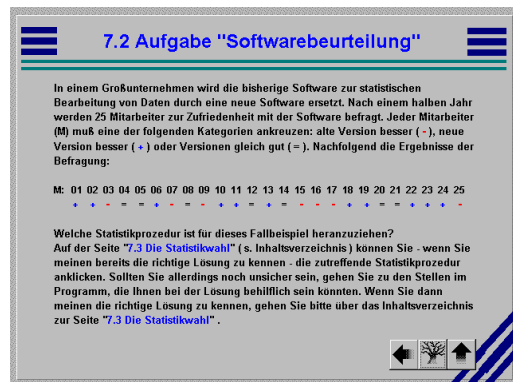 7.2 Aufgabe "Softwarebeurteilung"
In einem Großunternehmen wird die bisherige Software zur statistischen
Bearbeitung von Daten durch eine neue Software ersetzt. Nach einem halben Jahr
werden 25 Mitarbeiter zur Zufriedenheit mit der Software befragt. Jeder Mitarbeiter
(M) muß eine der folgenden Kategorien ankreuzen: alte Version besser ( - ), neue
Version besser ( + ) oder Versionen gleich gut ( = ). Nachfolgend die Ergebnisse der
Befragung:
M: 01 02 03 04 05 06 07 08 09 10 11 12 13 14 15 16 17 18 19 20 21 22 23 24 25
+ + - = = + - = - + + = + = - - - + + = = + + + -
Welche Statistikprozedur ist für dieses Fallbeispiel heranzuziehen?
Auf der Seite "7.3 Die Statistikwahl" ( s. Inhaltsverzeichnis ) können Sie - wenn Sie
meinen bereits die richtige Lösung zu kennen - die zutreffende Statistikprozedur
anklicken. Sollten Sie allerdings noch unsicher sein, gehen Sie zu den Stellen im
Programm, die Ihnen bei der Lösung behilflich sein könnten. Wenn Sie dann
meinen die richtige Lösung zu kennen, gehen Sie bitte über das Inhaltsverzeichnis
zur Seite "7.3 Die Statistikwahl" .